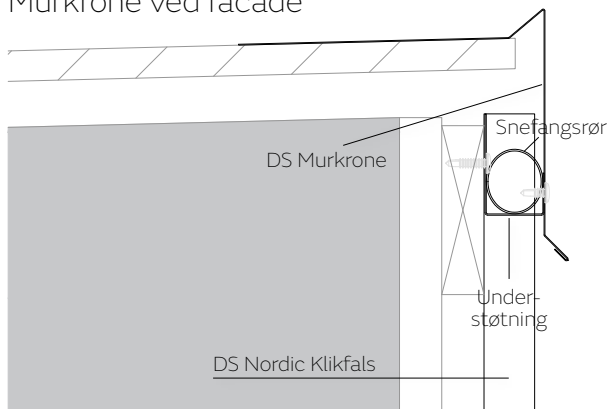 Murkrone ved facade
Snefangsrør
DS Murkrone
Under-
støtning
DS Nordic Klikfals